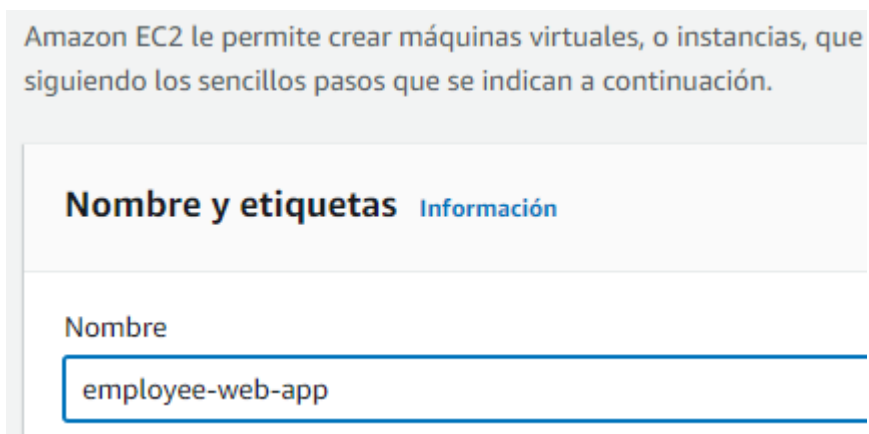 Amazon EC2 le permite crear máquinas virtuales, o instancias, que
siguiendo los sencillos pasos que se indican a continuación.
Nombre y etiquetas Información
Nombre
employee-web-app